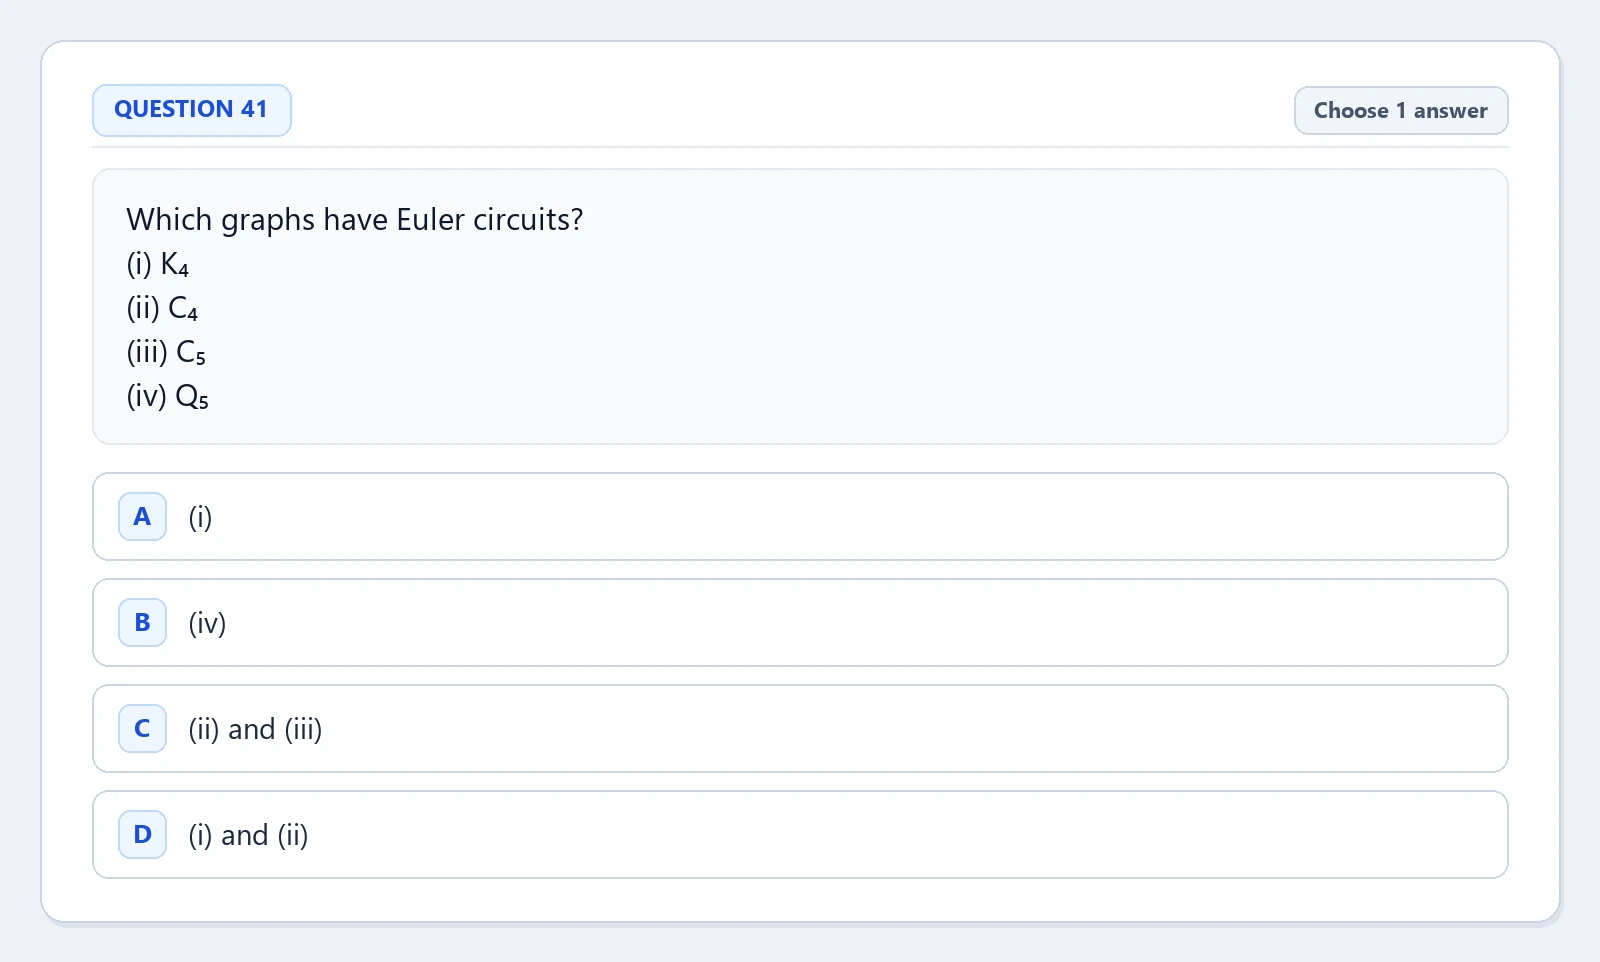 QUESTION 41
Choose 1 answer
Which graphs have Euler circuits?
(i) K₄
(ii) C₄
(iii) C₅
(iv) Q₅
A (i)
B (iv)
C (ii) and (iii)
D (i) and (ii)